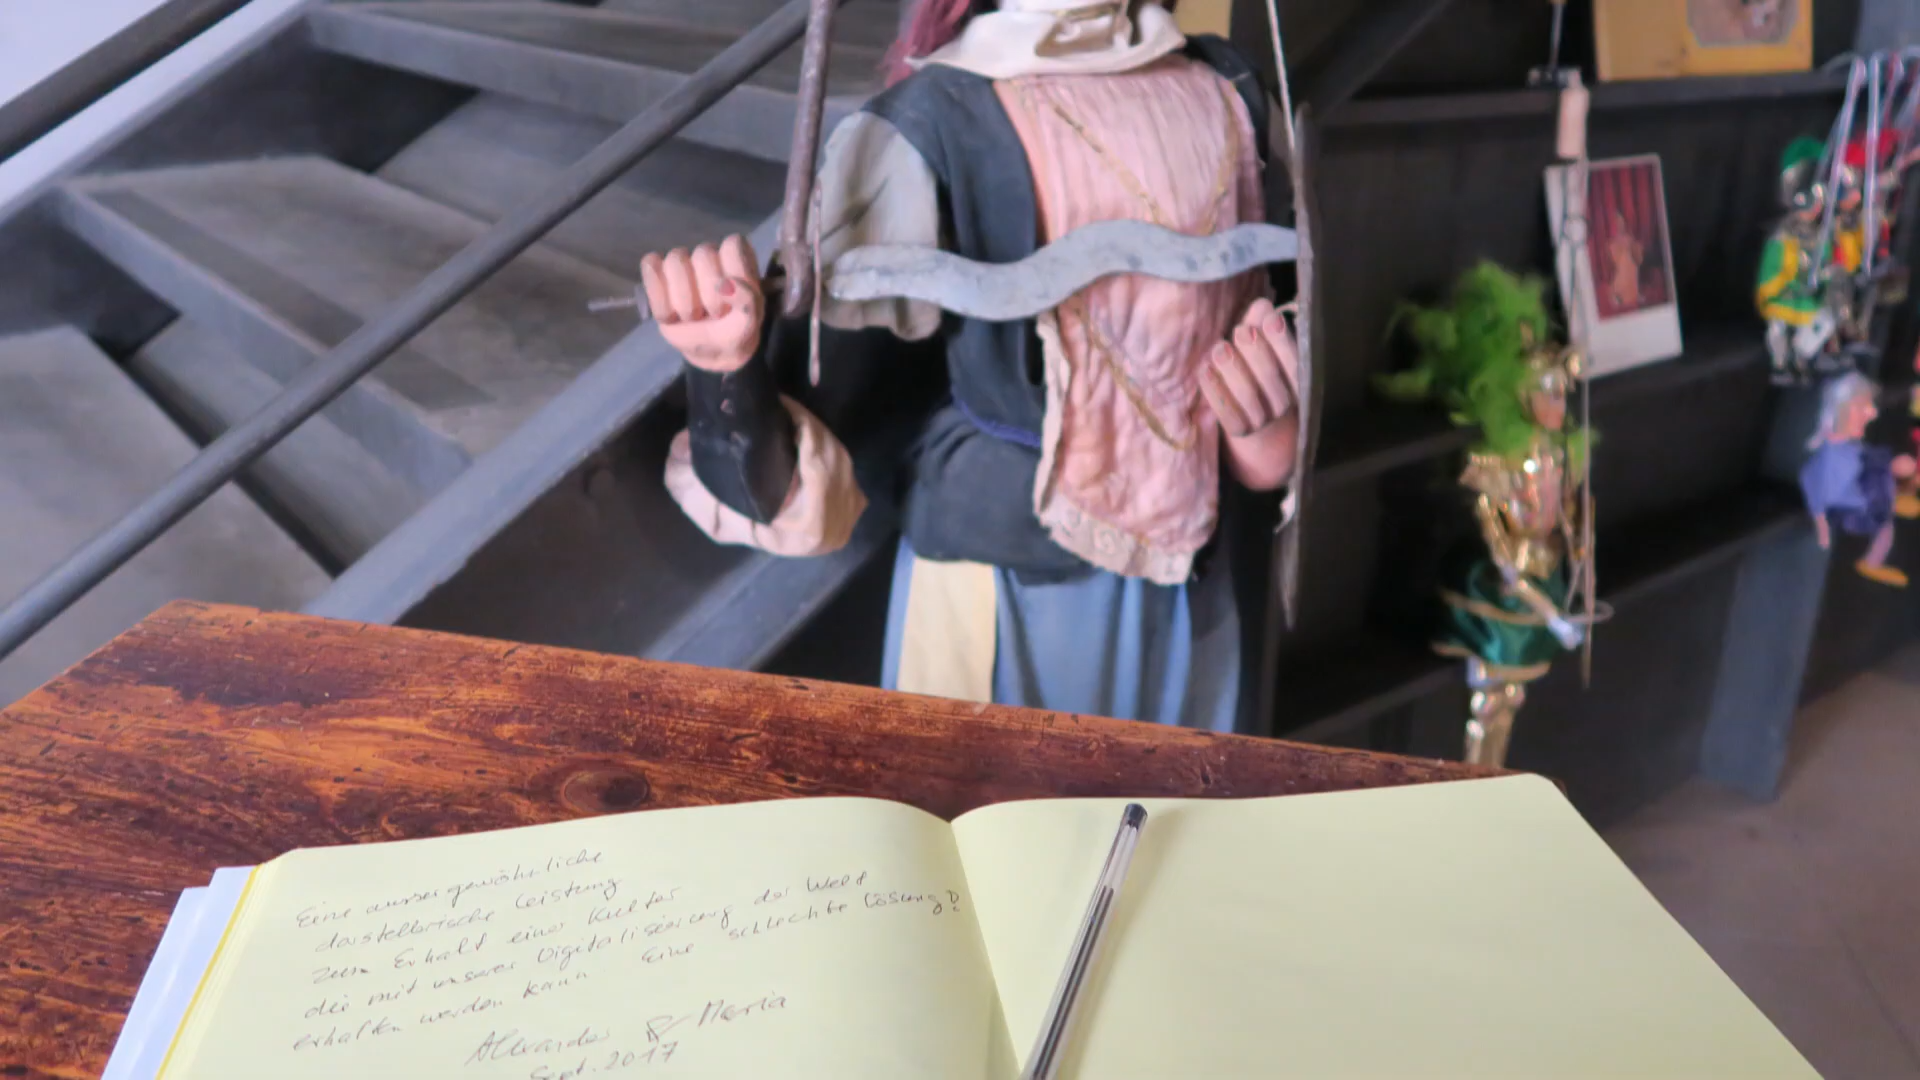 Eine aussergewöhnliche
darstellerische Leistung
zum Erhalt einer Kultur
die mit unserer Digitalisierung der Welt
erhalten werden kann Eine schlechte Lösung?
Alexander & Maria
Sept. 2017